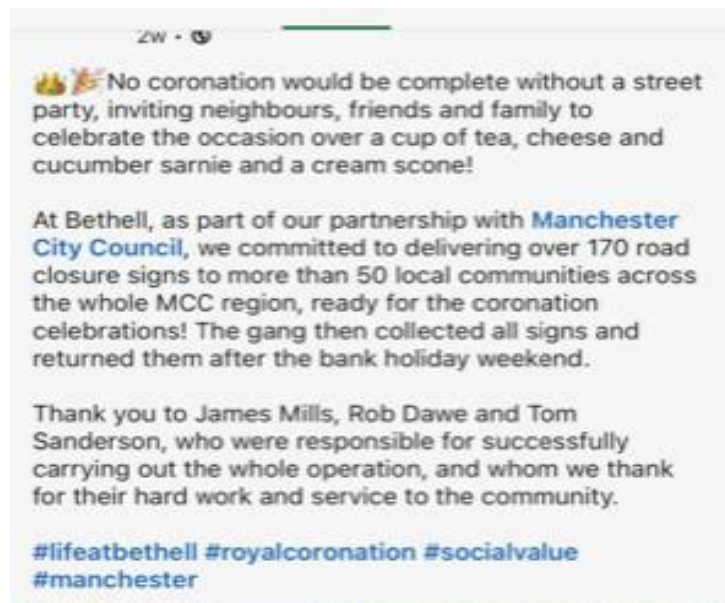 2w •
👑🎉No coronation would be complete without a street
party, inviting neighbours, friends and family to
celebrate the occasion over a cup of tea, cheese and
cucumber sarnie and a cream scone!
At Bethell, as part of our partnership with Manchester
City Council, we committed to delivering over 170 road
closure signs to more than 50 local communities across
the whole MCC region, ready for the coronation
celebrations! The gang then collected all signs and
returned them after the bank holiday weekend.
Thank you to James Mills, Rob Dawe and Tom
Sanderson, who were responsible for successfully
carrying out the whole operation, and whom we thank
for their hard work and service to the community.
#lifeatbethell #royalcoronation #socialvalue
#manchester